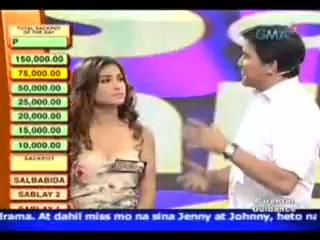 TOTAL JACKPOT
OF THE DAY
P
150,000.00
75,000.00
50,000.00
25,000.00
20,000.00
15,000.00
10,000.00
JACKPOT
SALBABIDA
SABLAY 2
SABLAY 1
GMA
Parental
Guidance
drama. At dahil miss mo na sina Jenny at Johnny, heto na